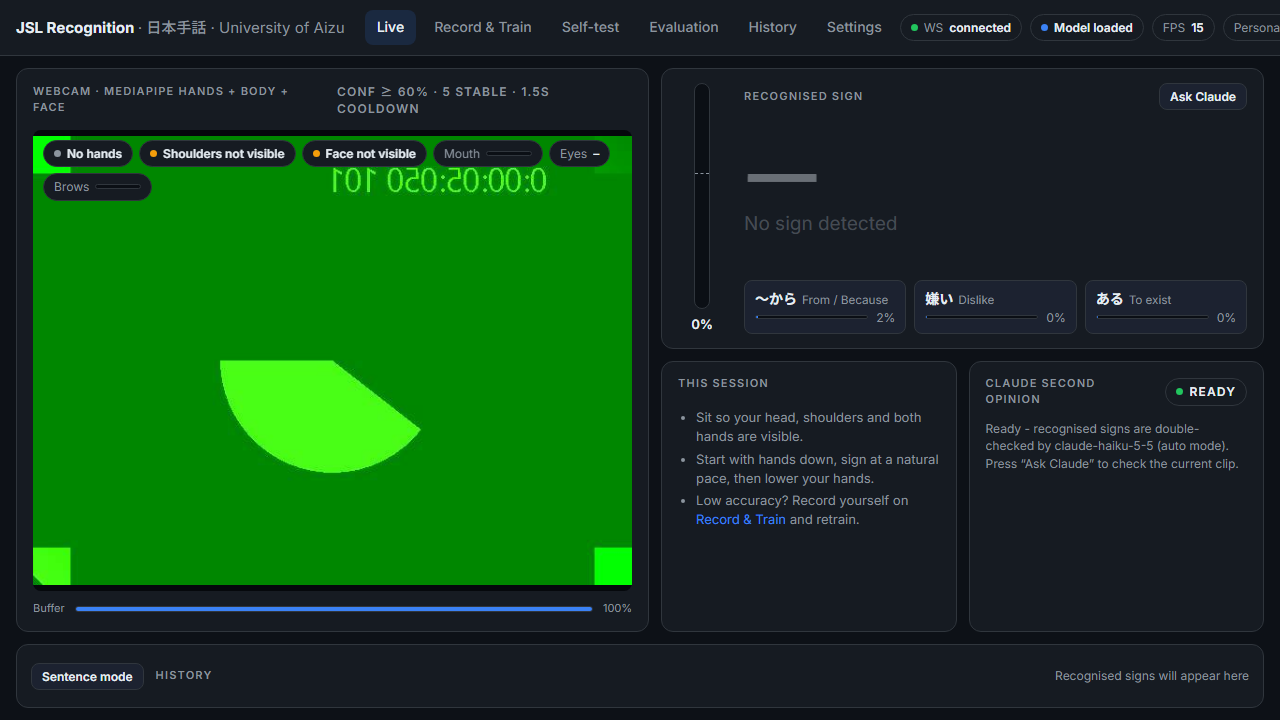 JSL Recognition · 日本手話 · University of Aizu
Live
Record & Train
Self-test
Evaluation
History
Settings
WS connected
Model loaded
FPS 15
Persona
WEBCAM · MEDIAPIPE HANDS + BODY +
FACE
CONF ≥ 60% · 5 STABLE · 1.5S
COOLDOWN
No hands
Shoulders not visible
Face not visible
Mouth
Eyes –
Brows
0:00:05:050 101
Buffer
100%
RECOGNISED SIGN
Ask Claude
No sign detected
0%
〜から From / Because
2%
嫌い Dislike
0%
ある To exist
0%
THIS SESSION
• Sit so your head, shoulders and both
hands are visible.
• Start with hands down, sign at a natural
pace, then lower your hands.
• Low accuracy? Record yourself on
Record & Train and retrain.
CLAUDE SECOND
OPINION
READY
Ready - recognised signs are double-
checked by claude-haiku-5-5 (auto mode).
Press “Ask Claude” to check the current clip.
Sentence mode
HISTORY
Recognised signs will appear here